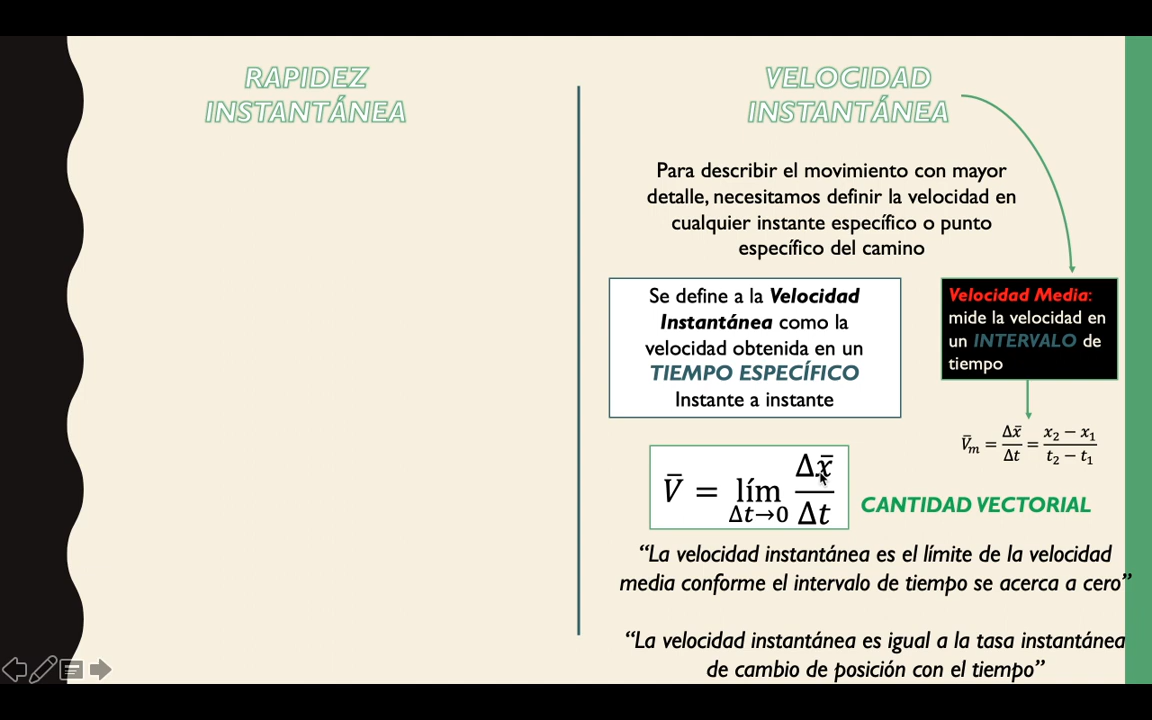 RAPIDEZ
INSTANTÁNEA
VELOCIDAD
INSTANTÁNEA
Para describir el movimiento con mayor
detalle, necesitamos definir la velocidad en
cualquier instante específico o punto
específico del camino
Se define a la Velocidad
Instantánea como la
velocidad obtenida en un
TIEMPO ESPECÍFICO
Instante a instante
Velocidad Media:
mide la velocidad en
un INTERVALO de
tiempo
V̄m = Δx̄/Δt = (x₂ − x₁)/(t₂ − t₁)
V̄ = lím Δt→0 Δx̄/Δt
CANTIDAD VECTORIAL
“La velocidad instantánea es el límite de la velocidad
media conforme el intervalo de tiempo se acerca a cero”
“La velocidad instantánea es igual a la tasa instantánea
de cambio de posición con el tiempo”